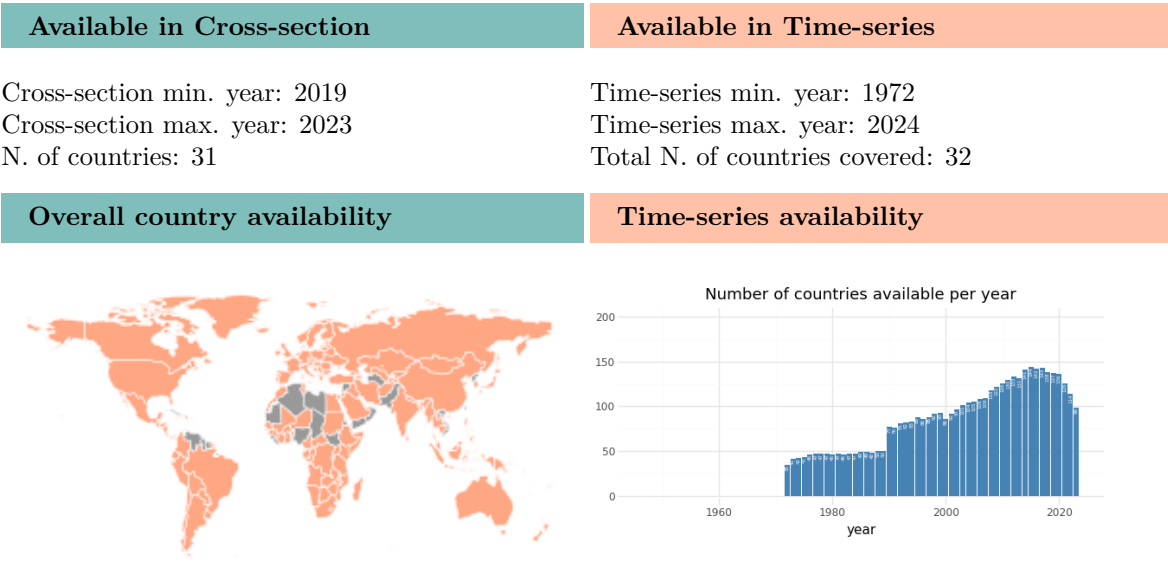 Available in Cross-section
Available in Time-series
Cross-section min. year: 2019
Cross-section max. year: 2023
N. of countries: 31
Time-series min. year: 1972
Time-series max. year: 2024
Total N. of countries covered: 32
Overall country availability
Time-series availability
Number of countries available per year
200
150
100
50
0
1960
1980
2000
2020
year